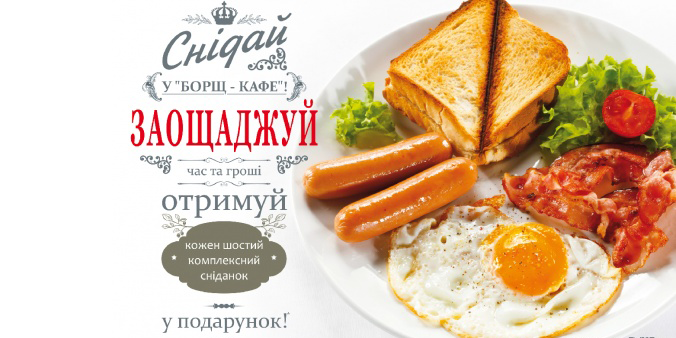 Снідай
У "БОРЩ - КАФЕ"!
ЗАОЩАДЖУЙ
час та гроші
отримуй
кожен шостий
комплексний
сніданок
у подарунок!